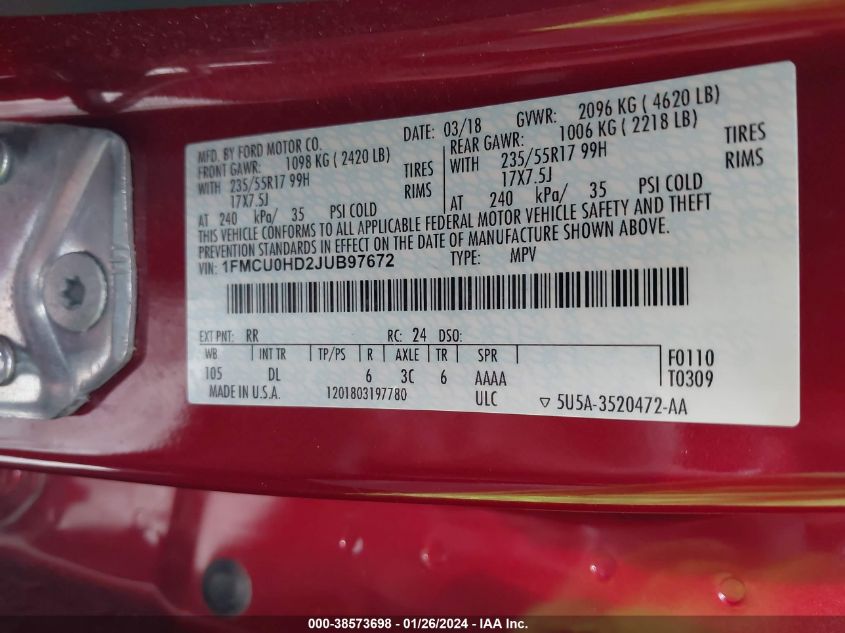 MFD. BY FORD MOTOR CO. DATE: 03/18 GVWR: 2096 KG ( 4620 LB)
FRONT GAWR: 1098 KG ( 2420 LB) REAR GAWR: 1006 KG ( 2218 LB)
WITH 235/55R17 99H TIRES WITH 235/55R17 99H TIRES
17X7.5J RIMS 17X7.5J RIMS
AT 240 kPa/ 35 PSI COLD AT 240 kPa/ 35 PSI COLD
THIS VEHICLE CONFORMS TO ALL APPLICABLE FEDERAL MOTOR VEHICLE SAFETY AND THEFT
PREVENTION STANDARDS IN EFFECT ON THE DATE OF MANUFACTURE SHOWN ABOVE.
VIN: 1FMCU0HD2JUB97672 TYPE: MPV
EXT PNT: RR RC: 24 DSO:
WB INT TR TP/PS R AXLE TR SPR F0110
105 DL 6 3C 6 AAAA T0309
MADE IN U.S.A. 1201803197780 ULC ▽ 5U5A-3520472-AA
000-38573698 - 01/26/2024 - IAA Inc.